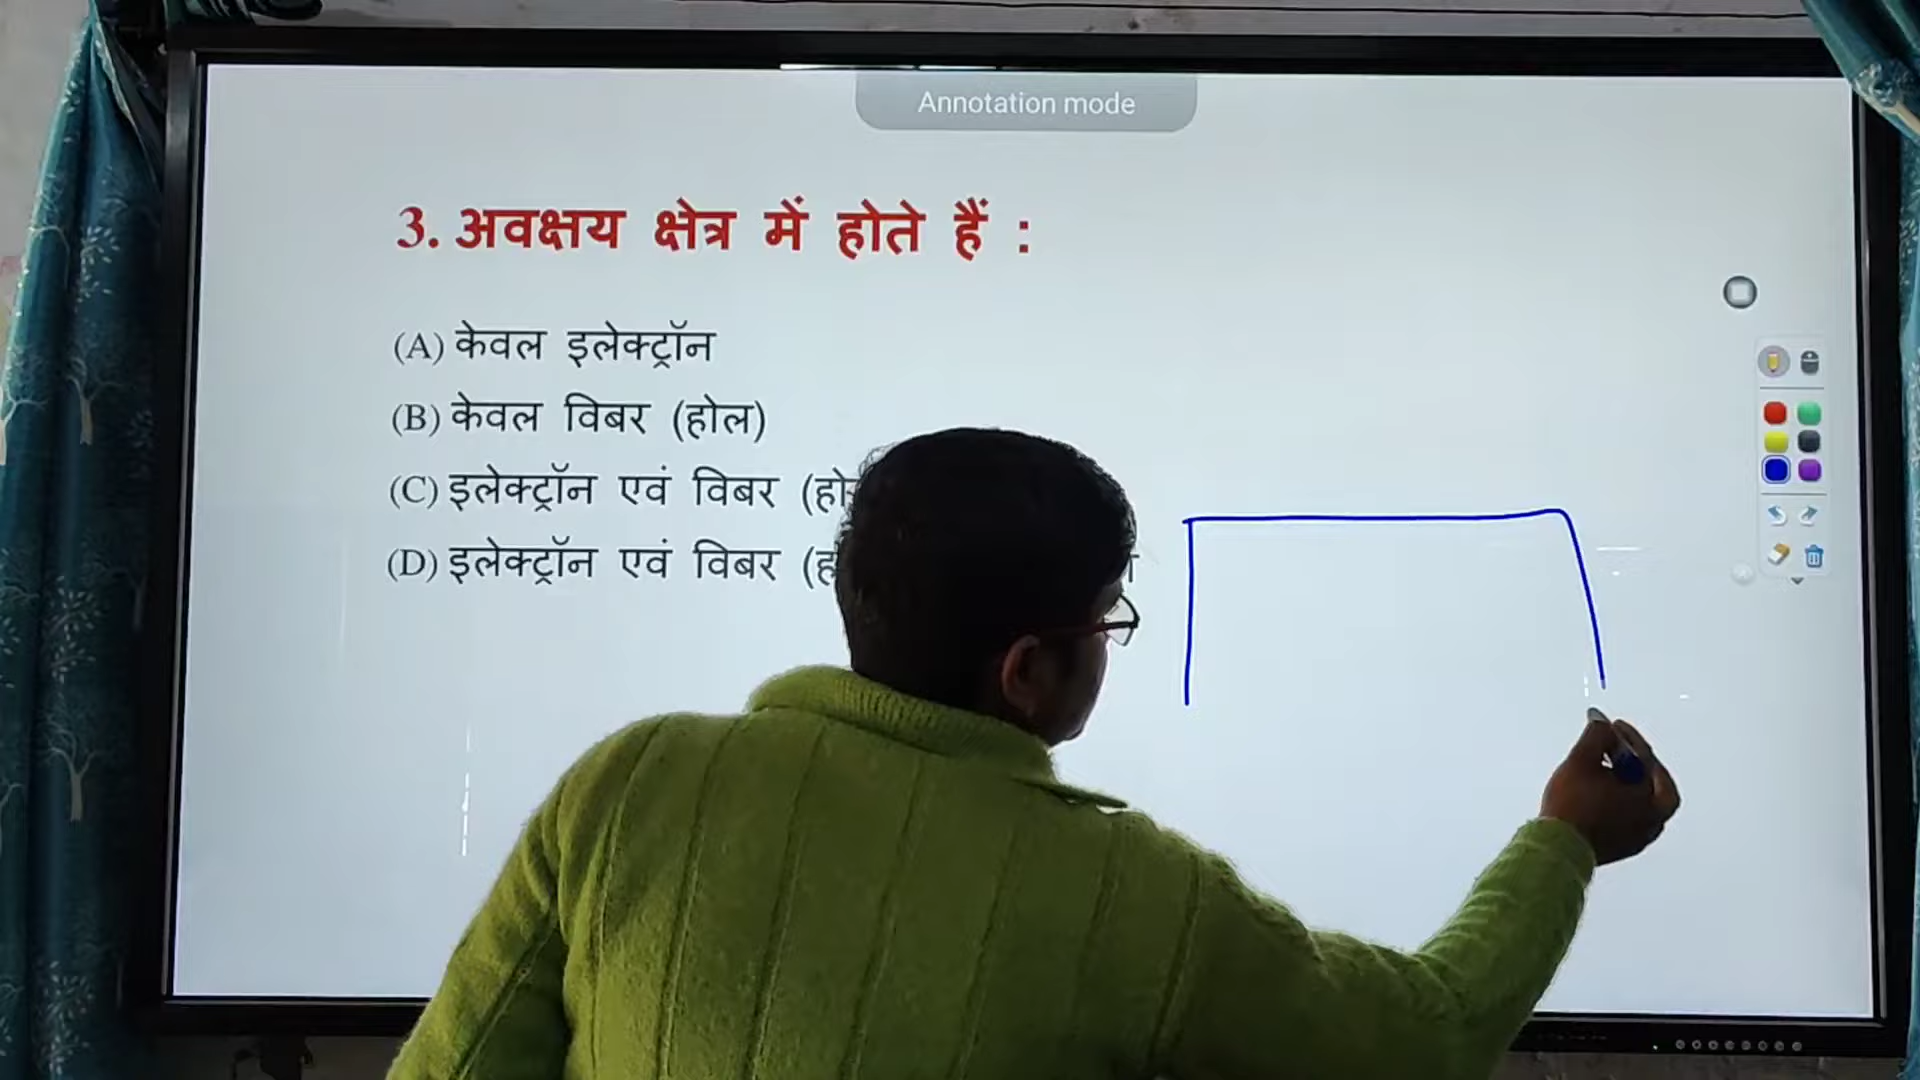 Annotation mode
3. अवक्षय क्षेत्र में होते हैं :
(A) केवल इलेक्ट्रॉन
(B) केवल विबर (होल)
(C) इलेक्ट्रॉन एवं विबर
(D) इलेक्ट्रॉन एवं विबर